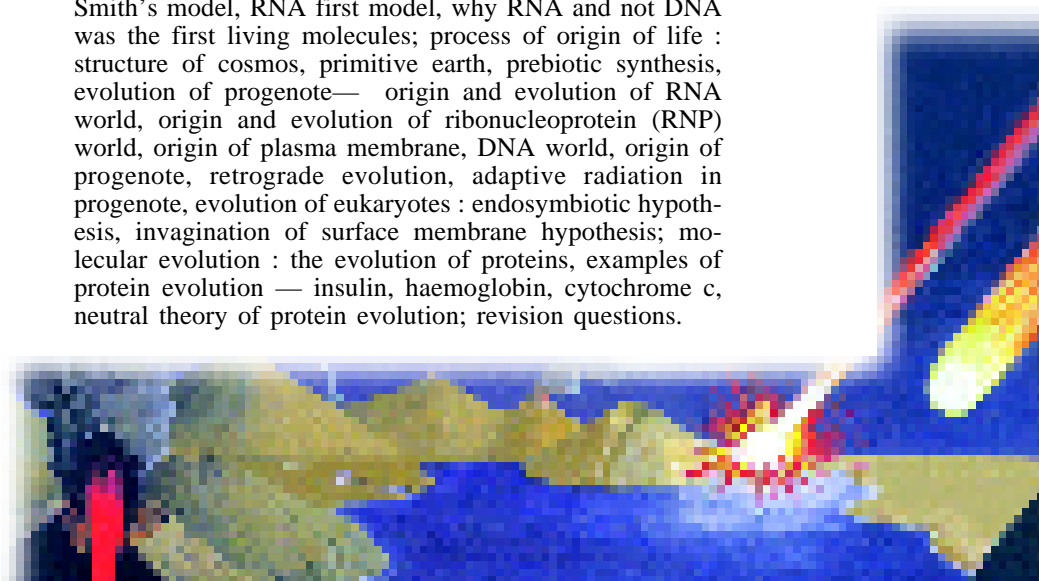 Smith's model, RNA first model, why RNA and not DNA
was the first living molecules; process of origin of life :
structure of cosmos, primitive earth, prebiotic synthesis,
evolution of progenote— origin and evolution of RNA
world, origin and evolution of ribonucleoprotein (RNP)
world, origin of plasma membrane, DNA world, origin of
progenote, retrograde evolution, adaptive radiation in
progenote, evolution of eukaryotes : endosymbiotic hypoth-
esis, invagination of surface membrane hypothesis; mo-
lecular evolution : the evolution of proteins, examples of
protein evolution — insulin, haemoglobin, cytochrome c,
neutral theory of protein evolution; revision questions.